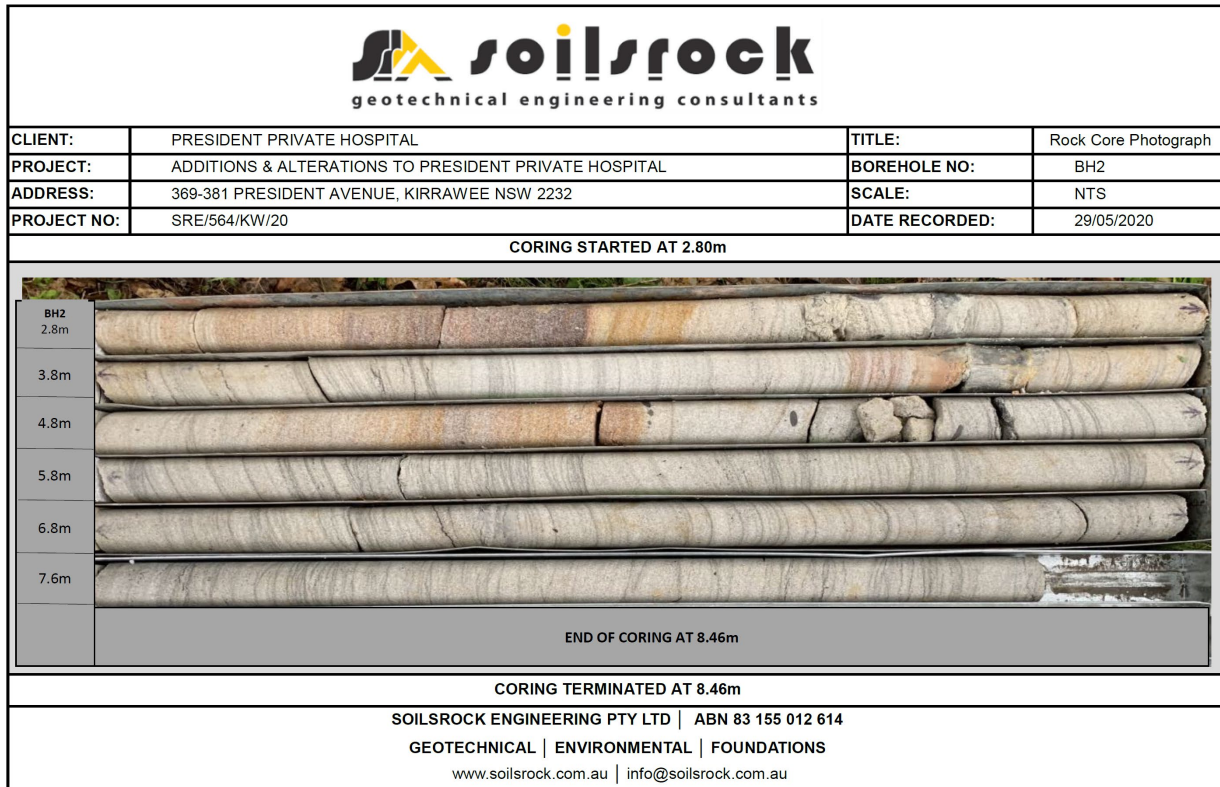 soilsrock
geotechnical engineering consultants
CLIENT: PRESIDENT PRIVATE HOSPITAL TITLE: Rock Core Photograph
PROJECT: ADDITIONS & ALTERATIONS TO PRESIDENT PRIVATE HOSPITAL BOREHOLE NO: BH2
ADDRESS: 369-381 PRESIDENT AVENUE, KIRRAWEE NSW 2232 SCALE: NTS
PROJECT NO: SRE/564/KW/20 DATE RECORDED: 29/05/2020
CORING STARTED AT 2.80m
BH2
2.8m
3.8m
4.8m
5.8m
6.8m
7.6m
END OF CORING AT 8.46m
CORING TERMINATED AT 8.46m
SOILSROCK ENGINEERING PTY LTD | ABN 83 155 012 614
GEOTECHNICAL | ENVIRONMENTAL | FOUNDATIONS
www.soilsrock.com.au | info@soilsrock.com.au